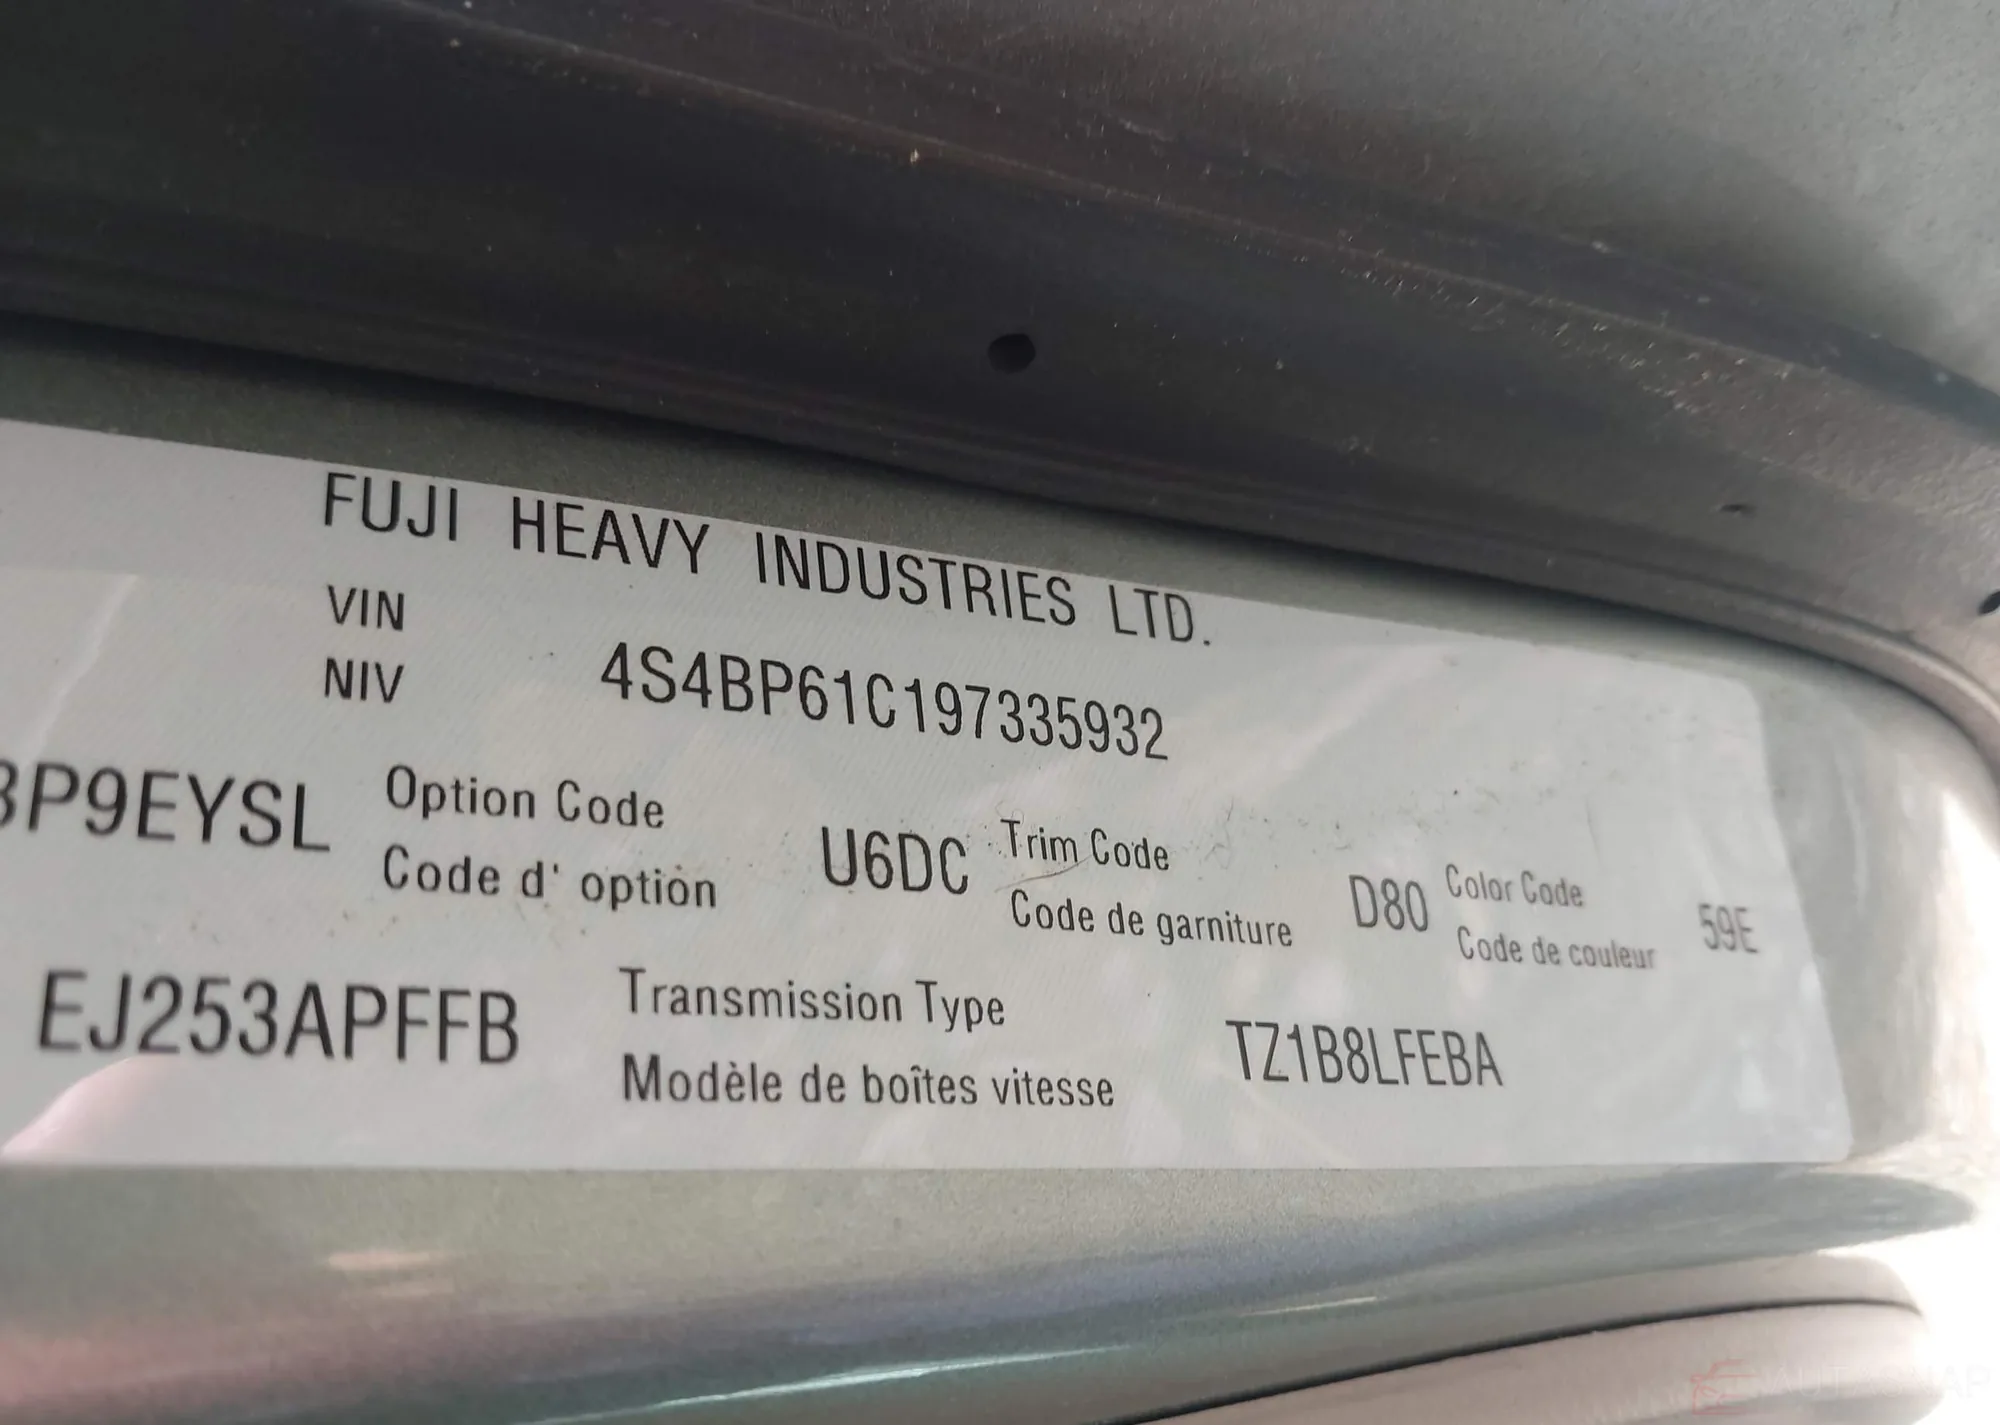 FUJI HEAVY INDUSTRIES LTD.
VIN
NIV
4S4BP61C197335932
BP9EYSL
Option Code
Code d' option
U6DC
Trim Code
Code de garniture
D80
Color Code
Code de couleur
59E
EJ253APFFB
Transmission Type
Modèle de boîtes vitesse
TZ1B8LFEBA